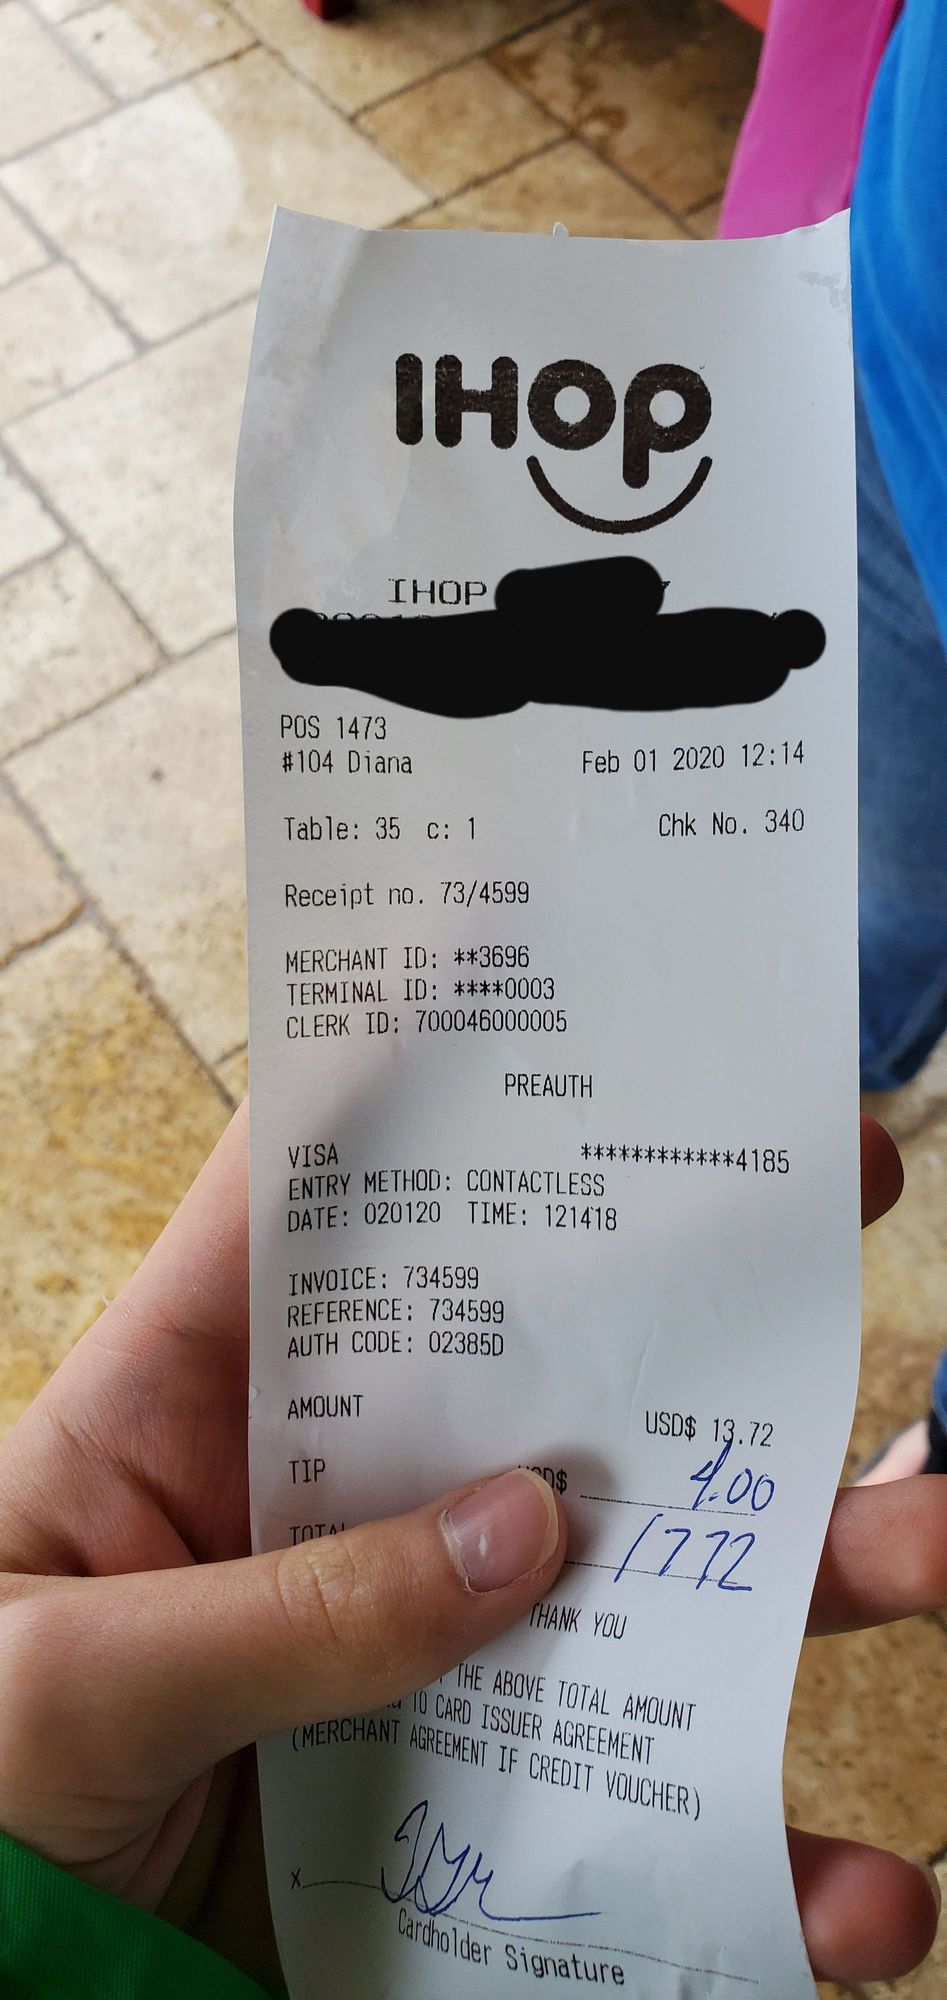 IHOP
IHOP
POS 1473
#104 Diana Feb 01 2020 12:14
Table: 35 c: 1 Chk No. 340
Receipt no. 73/4599
MERCHANT ID: **3696
TERMINAL ID: ****0003
CLERK ID: 700046000005
PREAUTH
VISA ************4185
ENTRY METHOD: CONTACTLESS
DATE: 020120 TIME: 121418
INVOICE: 734599
REFERENCE: 734599
AUTH CODE: 02385D
AMOUNT USD$ 13.72
TIP USD$ 4.00
TOTAL 1772
THANK YOU
THE ABOVE TOTAL AMOUNT
TO CARD ISSUER AGREEMENT
(MERCHANT AGREEMENT IF CREDIT VOUCHER)
x
Cardholder Signature